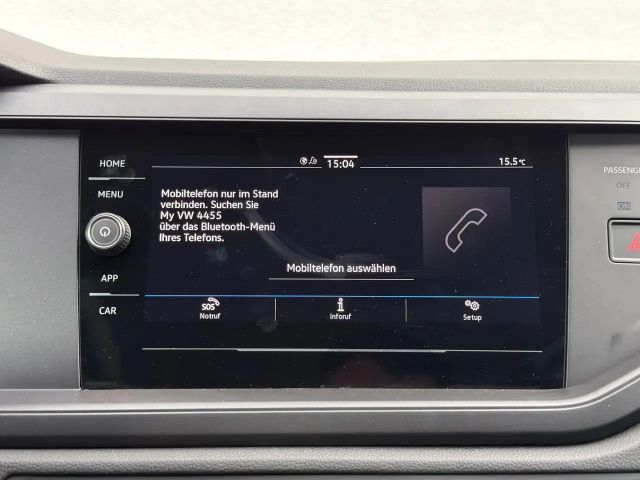 HOME
15:04
15.5°C
MENU
Mobiltelefon nur im Stand
verbinden. Suchen Sie
My VW 4455
über das Bluetooth-Menü
Ihres Telefons.
Mobiltelefon auswählen
APP
CAR
SOS
Notruf
i
Inforuf
Setup
OFF
ON